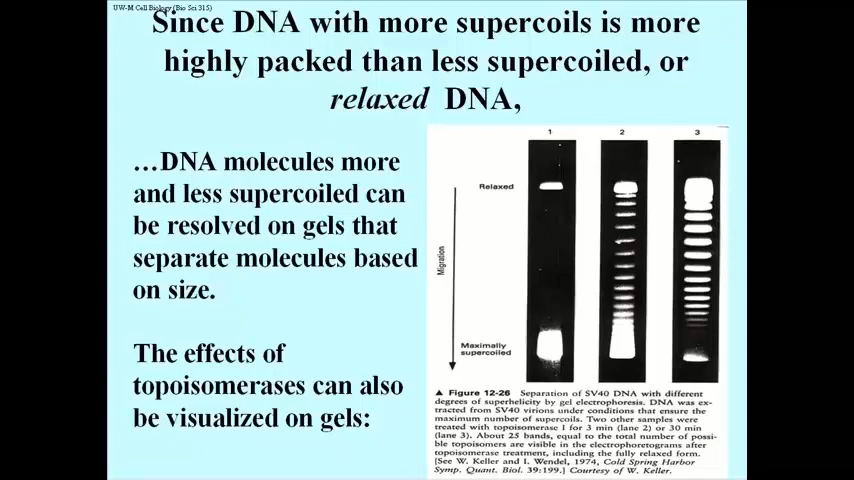 UW-M Cell Biology (Bio Sci 315)
Since DNA with more supercoils is more
highly packed than less supercoiled, or
relaxed DNA,
…DNA molecules more
and less supercoiled can
be resolved on gels that
separate molecules based
on size.
The effects of
topoisomerases can also
be visualized on gels:
1 2 3
Relaxed
Migration
Maximally
supercoiled
▲ Figure 12-26 Separation of SV40 DNA with different
degrees of superhelicity by gel electrophoresis. DNA was ex-
tracted from SV40 virions under conditions that ensure the
maximum number of supercoils. Two other samples were
treated with topoisomerase I for 3 min (lane 2) or 30 min
(lane 3). About 25 bands, equal to the total number of possi-
ble topoisomers are visible in the electrophoretograms after
topoisomerase treatment, including the fully relaxed form.
[See W. Keller and I. Wendel, 1974, Cold Spring Harbor
Symp. Quant. Biol. 39:199.] Courtesy of W. Keller.